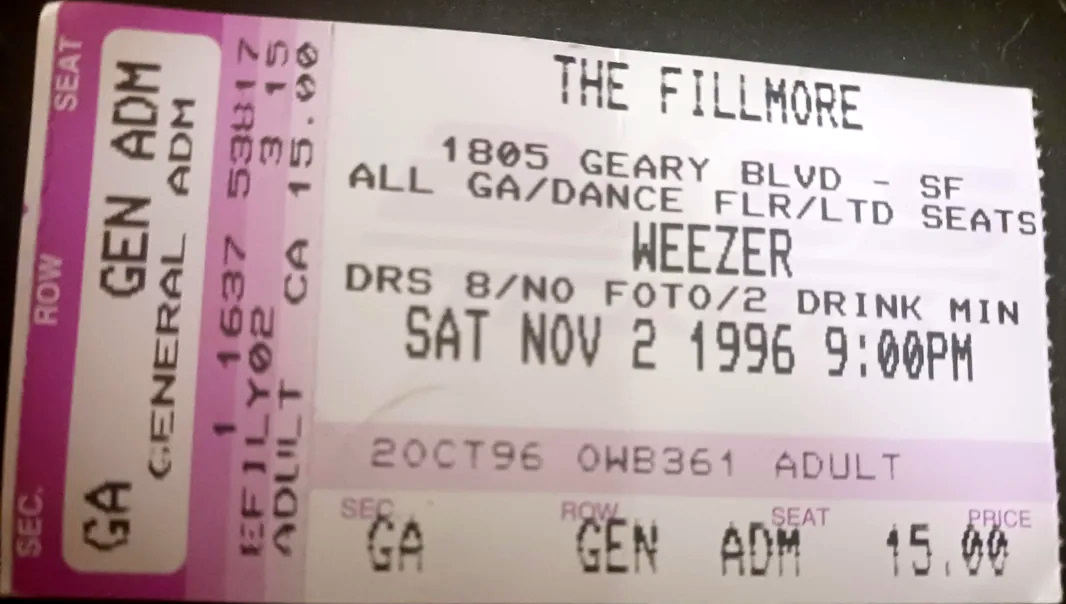 SEC. ROW SEAT
GA GEN ADM
GENERAL ADM
1 1637 53817
EFILY02 3 15
ADULT CA 15.00
THE FILLMORE
1805 GEARY BLVD - SF
ALL GA/DANCE FLR/LTD SEATS
WEEZER
DRS 8/NO FOTO/2 DRINK MIN
SAT NOV 2 1996 9:00PM
2OCT96 OWB361 ADULT
SEC. ROW SEAT PRICE
GA GEN ADM 15.00